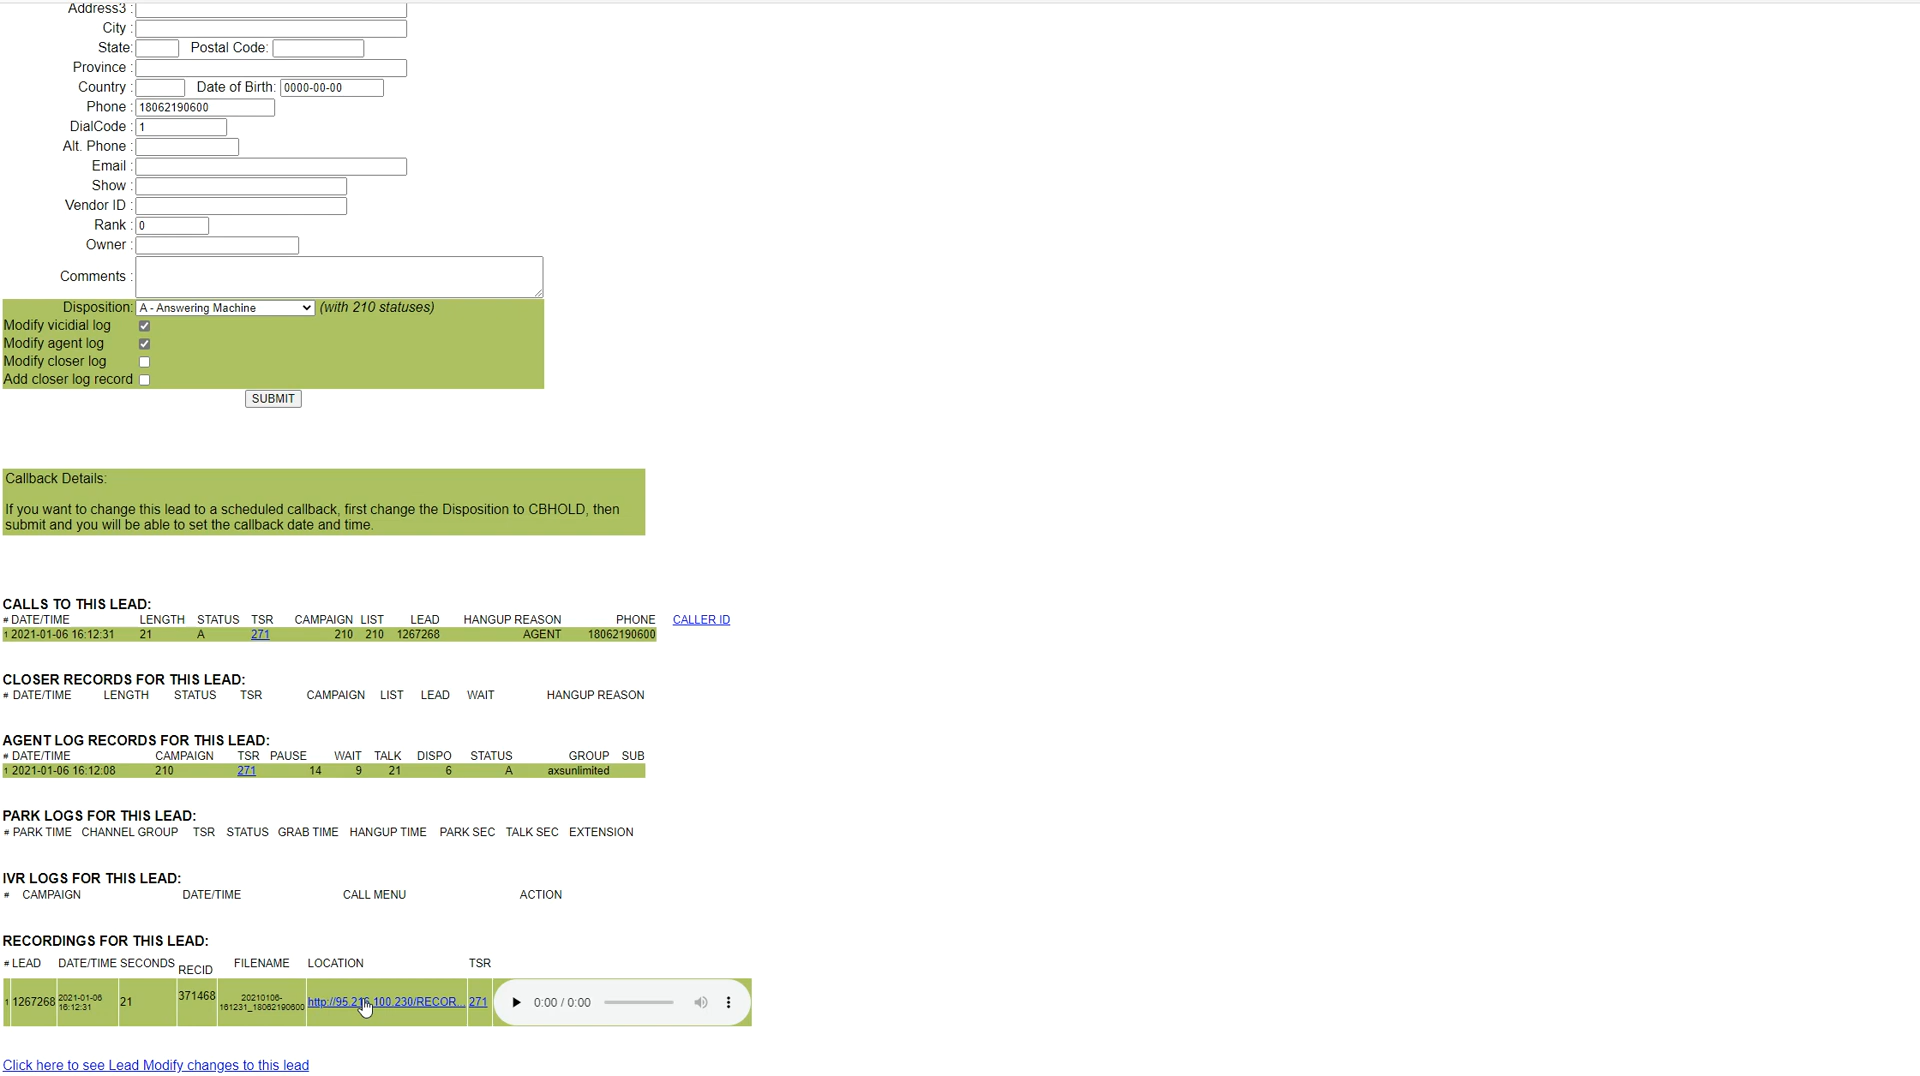 Address3 :
City :
State: Postal Code:
Province :
Country : Date of Birth: 0000-00-00
Phone : 18062190600
DialCode : 1
Alt. Phone :
Email :
Show :
Vendor ID :
Rank : 0
Owner :
Comments :
Disposition: A - Answering Machine (with 210 statuses)
Modify vicidial log
Modify agent log
Modify closer log
Add closer log record
SUBMIT
Callback Details:
If you want to change this lead to a scheduled callback, first change the Disposition to CBHOLD, then
submit and you will be able to set the callback date and time.
CALLS TO THIS LEAD:
# DATE/TIME LENGTH STATUS TSR CAMPAIGN LIST LEAD HANGUP REASON PHONE CALLER ID
1 2021-01-06 16:12:31 21 A 271 210 210 1267268 AGENT 18062190600
CLOSER RECORDS FOR THIS LEAD:
# DATE/TIME LENGTH STATUS TSR CAMPAIGN LIST LEAD WAIT HANGUP REASON
AGENT LOG RECORDS FOR THIS LEAD:
# DATE/TIME CAMPAIGN TSR PAUSE WAIT TALK DISPO STATUS GROUP SUB
1 2021-01-06 16:12:08 210 271 14 9 21 6 A axsunlimited
PARK LOGS FOR THIS LEAD:
# PARK TIME CHANNEL GROUP TSR STATUS GRAB TIME HANGUP TIME PARK SEC TALK SEC EXTENSION
IVR LOGS FOR THIS LEAD:
# CAMPAIGN DATE/TIME CALL MENU ACTION
RECORDINGS FOR THIS LEAD:
# LEAD DATE/TIME SECONDS RECID FILENAME LOCATION TSR
1 1267268 2021-01-06 16:12:31 21 371468 20210106-161231_18062190600 http://95.216.100.230/RECOR... 271 0:00 / 0:00
Click here to see Lead Modify changes to this lead